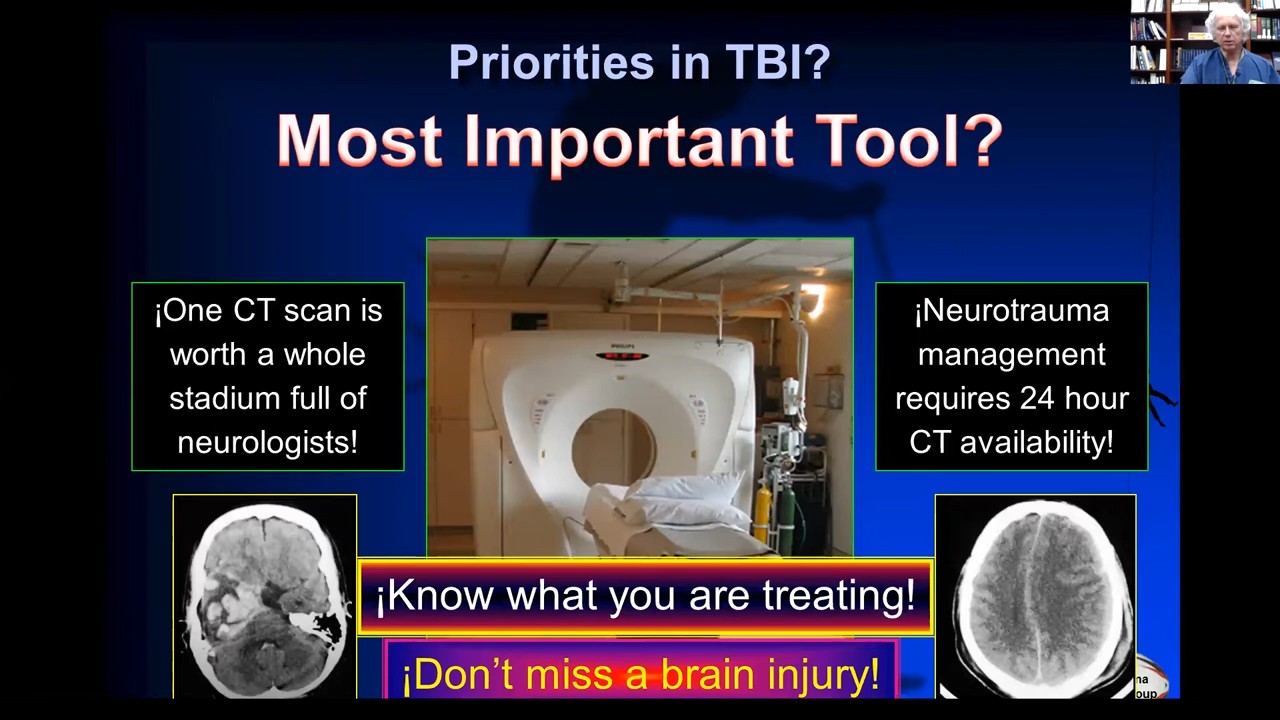 Priorities in TBI?
Most Important Tool?
¡One CT scan is
worth a whole
stadium full of
neurologists!
PHILIPS
¡Neurotrauma
management
requires 24 hour
CT availability!
¡Know what you are treating!
¡Don’t miss a brain injury!